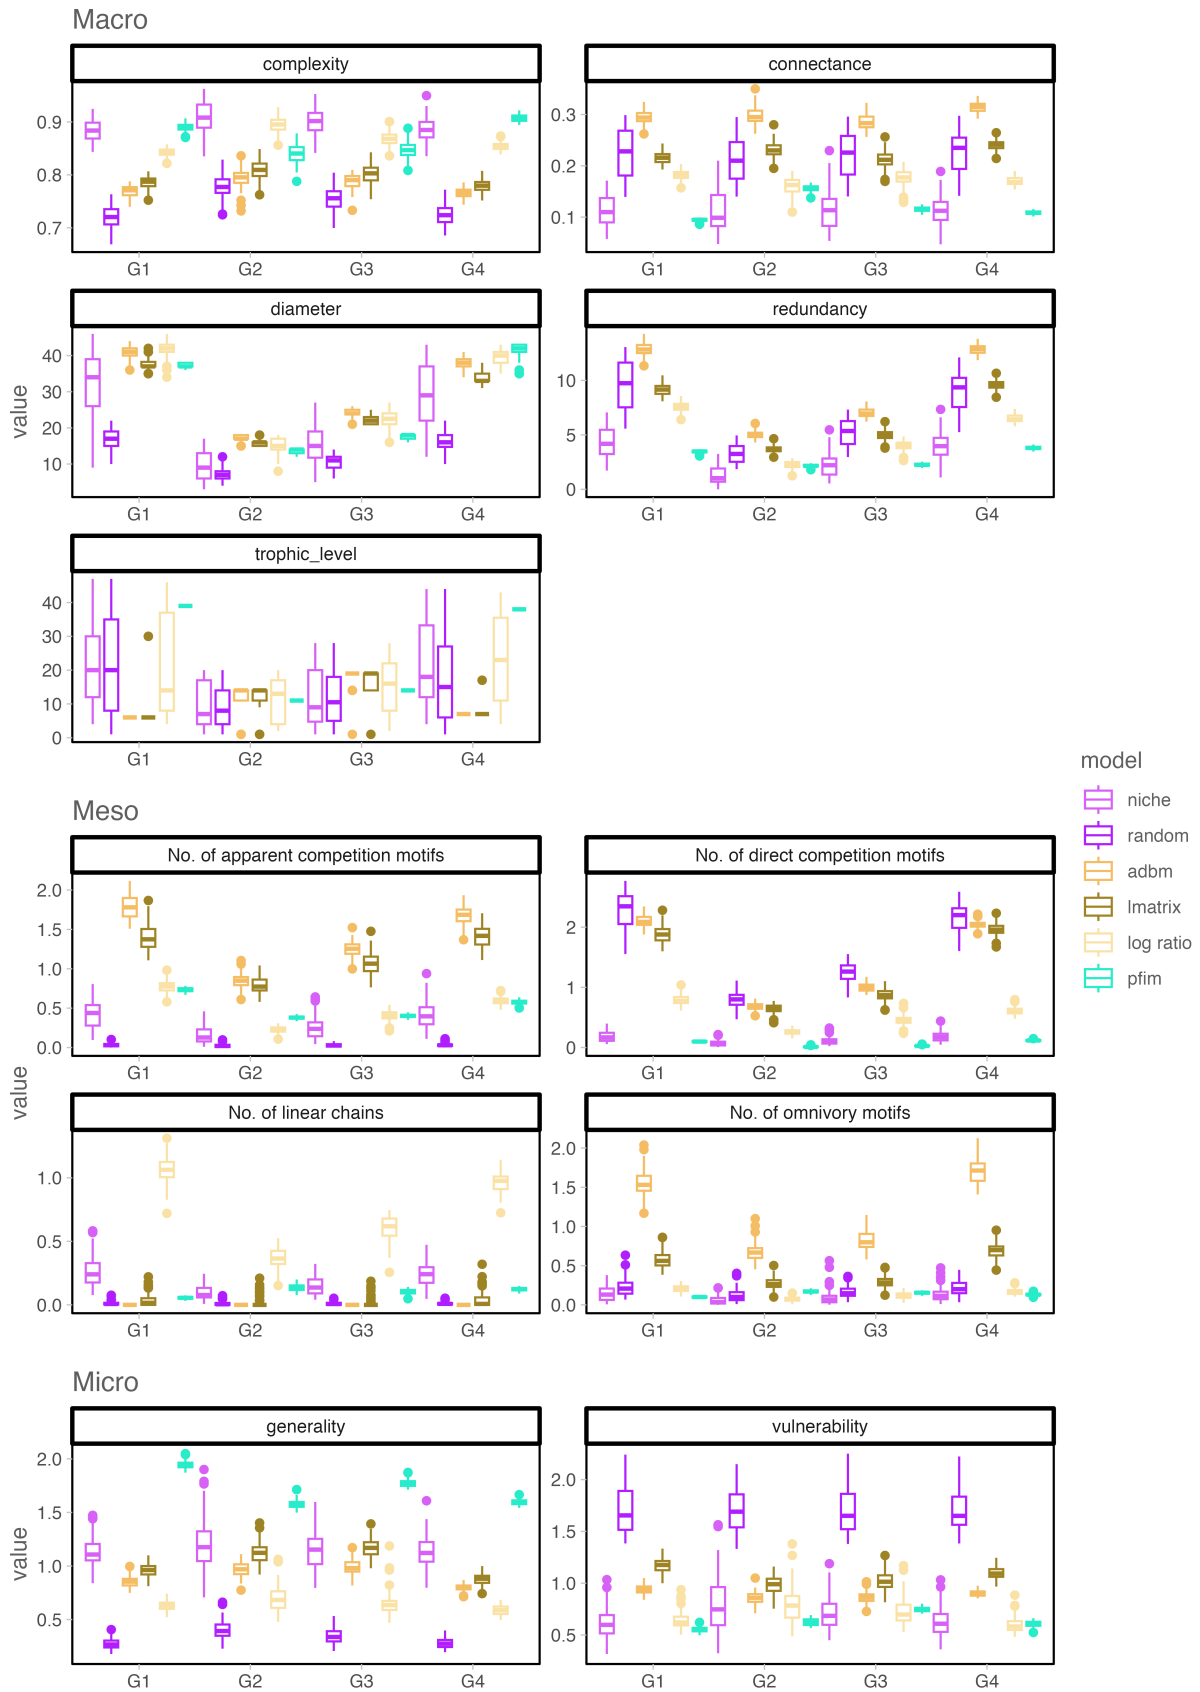 Macro
complexity
connectance
0.9
0.8
0.7
0.3
0.2
0.1
G1 G2 G3 G4
G1 G2 G3 G4
diameter
redundancy
40
30
20
10
10
5
0
G1 G2 G3 G4
G1 G2 G3 G4
value
trophic_level
40
30
20
10
0
G1 G2 G3 G4
model
niche
random
adbm
lmatrix
log ratio
pfim
Meso
No. of apparent competition motifs
No. of direct competition motifs
2.0
1.5
1.0
0.5
0.0
2
1
0
G1 G2 G3 G4
G1 G2 G3 G4
value
No. of linear chains
No. of omnivory motifs
1.0
0.5
0.0
2.0
1.5
1.0
0.5
0.0
G1 G2 G3 G4
G1 G2 G3 G4
Micro
generality
vulnerability
value
2.0
1.5
1.0
0.5
2.0
1.5
1.0
0.5
G1 G2 G3 G4
G1 G2 G3 G4